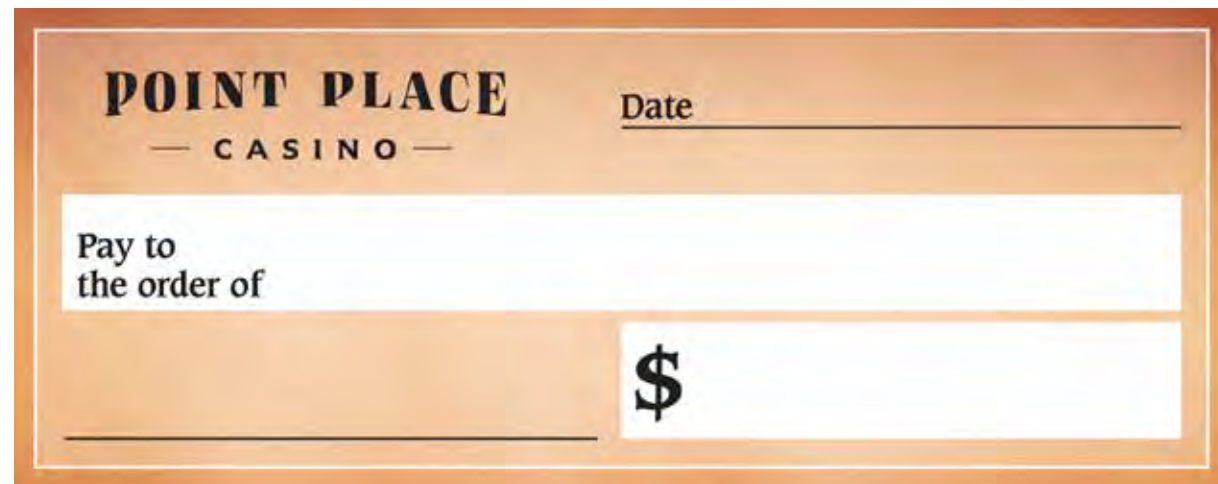 POINT PLACE
CASINO
Date
Pay to
the order of
$